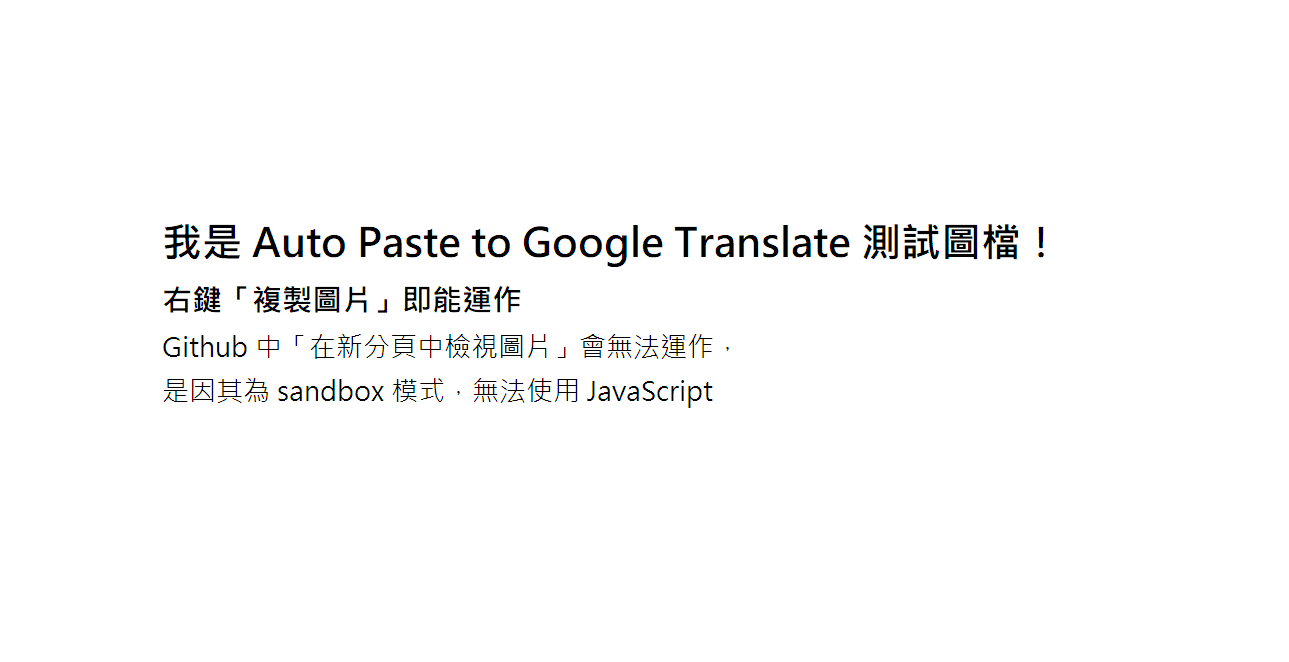 我是 Auto Paste to Google Translate 測試圖檔！
右鍵「複製圖片」即能運作
Github 中「在新分頁中檢視圖片」會無法運作，
是因其為 sandbox 模式，無法使用 JavaScript